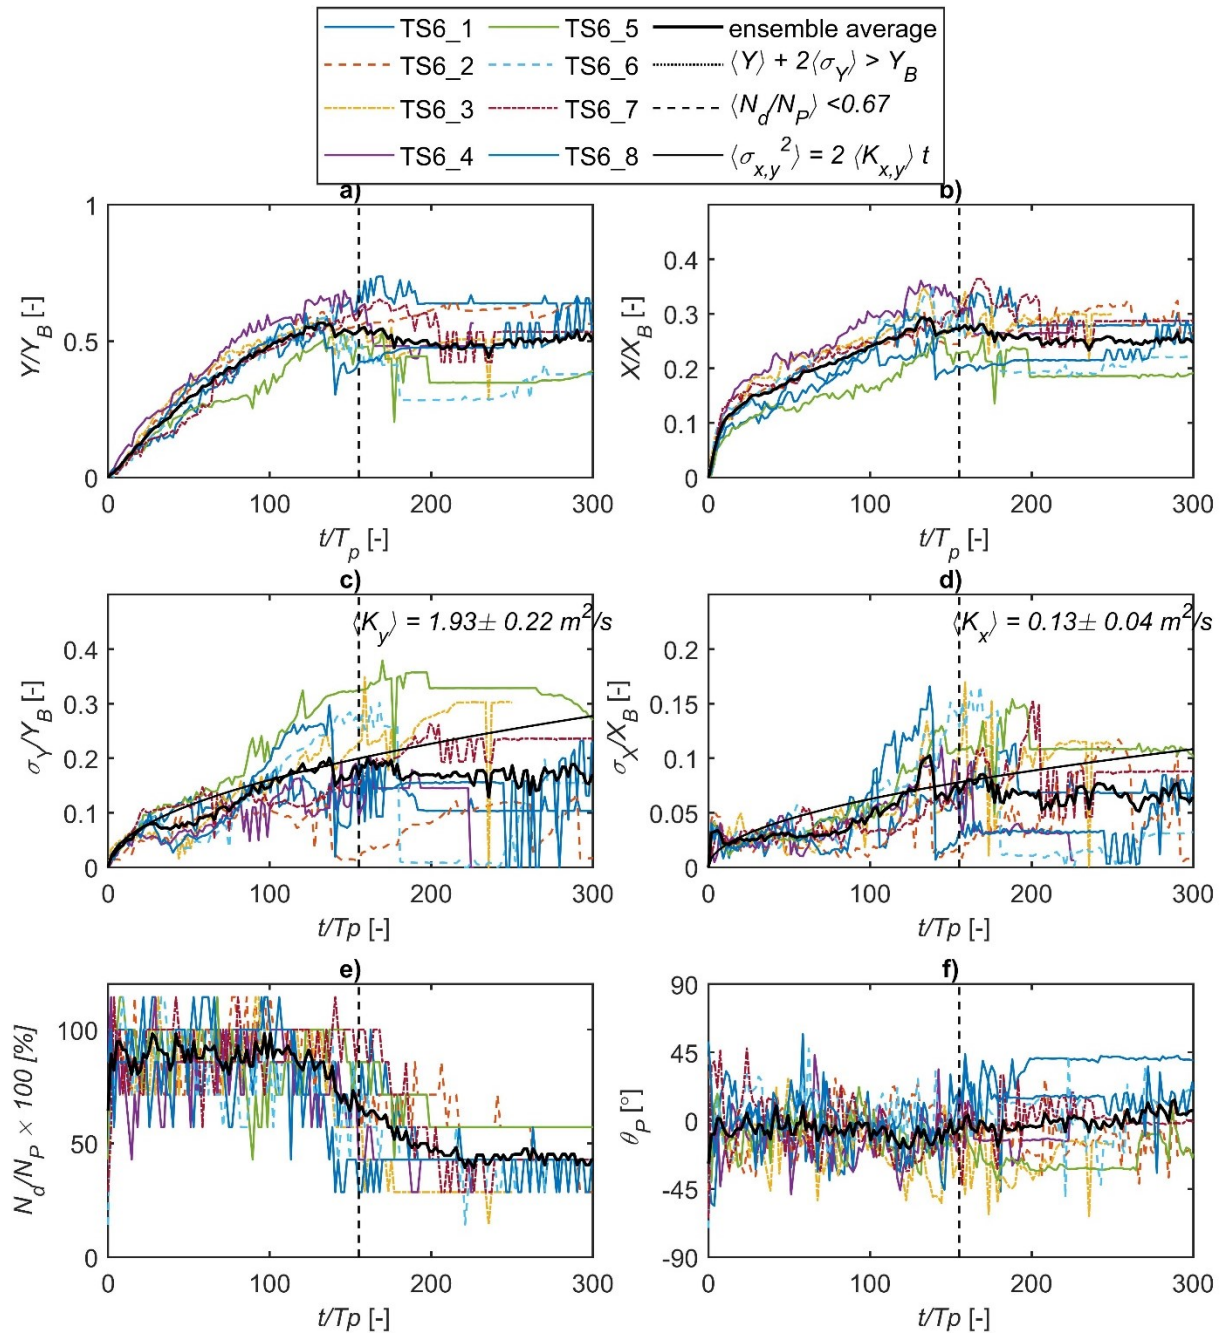 TS6_1 TS6_5 ensemble average
TS6_2 TS6_6 ⟨Y⟩ + 2⟨σ_Y⟩ > Y_B
TS6_3 TS6_7 ⟨N_d/N_P⟩ <0.67
TS6_4 TS6_8 ⟨σ_{x,y}^2⟩ = 2 ⟨K_{x,y}⟩ t
a)
1
0.5
0
Y/Y_B [-]
0 100 200 300
t/T_p [-]
b)
0.4
0.3
0.2
0.1
0
X/X_B [-]
0 100 200 300
t/T_p [-]
c)
⟨K_y⟩ = 1.93± 0.22 m^2/s
0.4
0.3
0.2
0.1
0
σ_Y/Y_B [-]
0 100 200 300
t/Tp [-]
d)
⟨K_x⟩ = 0.13± 0.04 m^2/s
0.2
0.15
0.1
0.05
0
σ_X/X_B [-]
0 100 200 300
t/Tp [-]
e)
100
50
0
N_d/N_P × 100 [%]
0 100 200 300
t/Tp [-]
f)
90
45
0
-45
-90
θ_P [°]
0 100 200 300
t/Tp [-]